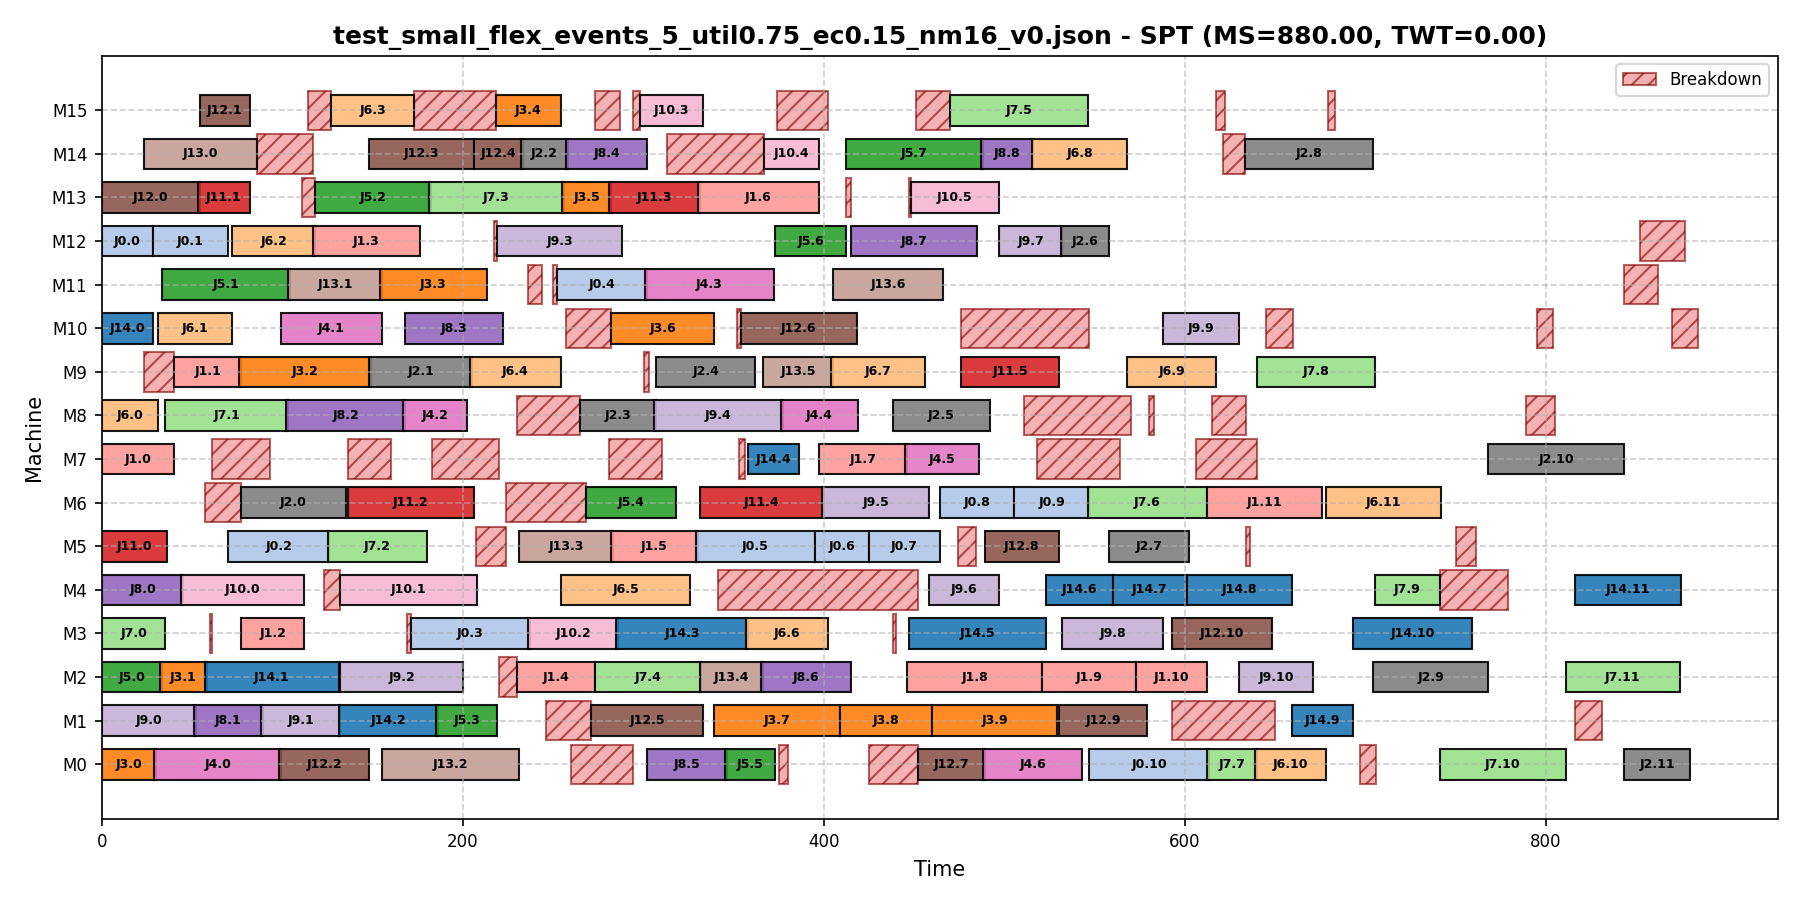 test_small_flex_events_5_util0.75_ec0.15_nm16_v0.json - SPT (MS=880.00, TWT=0.00)
Breakdown
M15 J12.1 J6.3 J3.4 J10.3 J7.5
M14 J13.0 J12.3 J12.4 J2.2 J8.4 J10.4 J5.7 J8.8 J6.8 J2.8
M13 J12.0 J11.1 J5.2 J7.3 J3.5 J11.3 J1.6 J10.5
M12 J0.0 J0.1 J6.2 J1.3 J9.3 J5.6 J8.7 J9.7 J2.6
M11 J5.1 J13.1 J3.3 J0.4 J4.3 J13.6
M10 J14.0 J6.1 J4.1 J8.3 J3.6 J12.6 J9.9
M9 J1.1 J3.2 J2.1 J6.4 J2.4 J13.5 J6.7 J11.5 J6.9 J7.8
M8 J6.0 J7.1 J8.2 J4.2 J2.3 J9.4 J4.4 J2.5
M7 J1.0 J14.4 J1.7 J4.5 J2.10
M6 J2.0 J11.2 J5.4 J11.4 J9.5 J0.8 J0.9 J7.6 J1.11 J6.11
M5 J11.0 J0.2 J7.2 J13.3 J1.5 J0.5 J0.6 J0.7 J12.8 J2.7
M4 J8.0 J10.0 J10.1 J6.5 J9.6 J14.6 J14.7 J14.8 J7.9 J14.11
M3 J7.0 J1.2 J0.3 J10.2 J14.3 J6.6 J14.5 J9.8 J12.10 J14.10
M2 J5.0 J3.1 J14.1 J9.2 J1.4 J7.4 J13.4 J8.6 J1.8 J1.9 J1.10 J9.10 J2.9 J7.11
M1 J9.0 J8.1 J9.1 J14.2 J5.3 J12.5 J3.7 J3.8 J3.9 J12.9 J14.9
M0 J3.0 J4.0 J12.2 J13.2 J8.5 J5.5 J12.7 J4.6 J0.10 J7.7 J6.10 J7.10 J2.11
Machine
0 200 400 600 800
Time